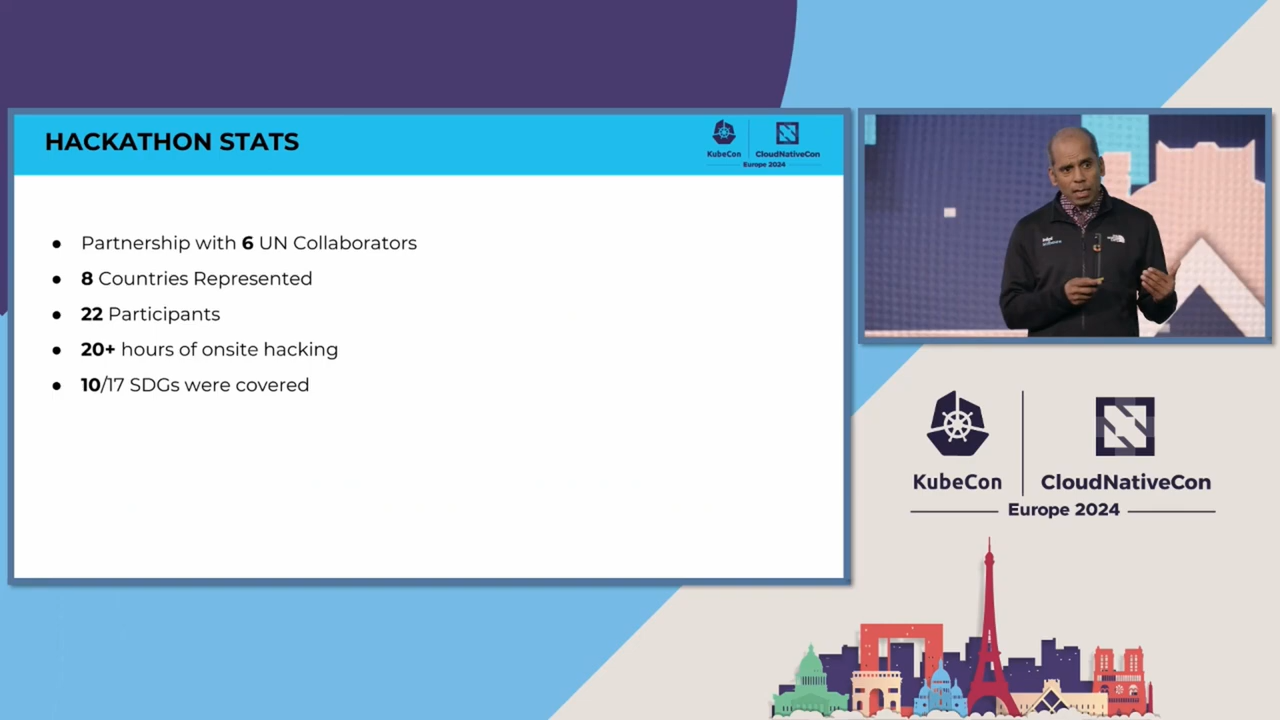 HACKATHON STATS
KubeCon
CloudNativeCon
Europe 2024
● Partnership with 6 UN Collaborators
● 8 Countries Represented
● 22 Participants
● 20+ hours of onsite hacking
● 10/17 SDGs were covered
KubeCon
CloudNativeCon
Europe 2024